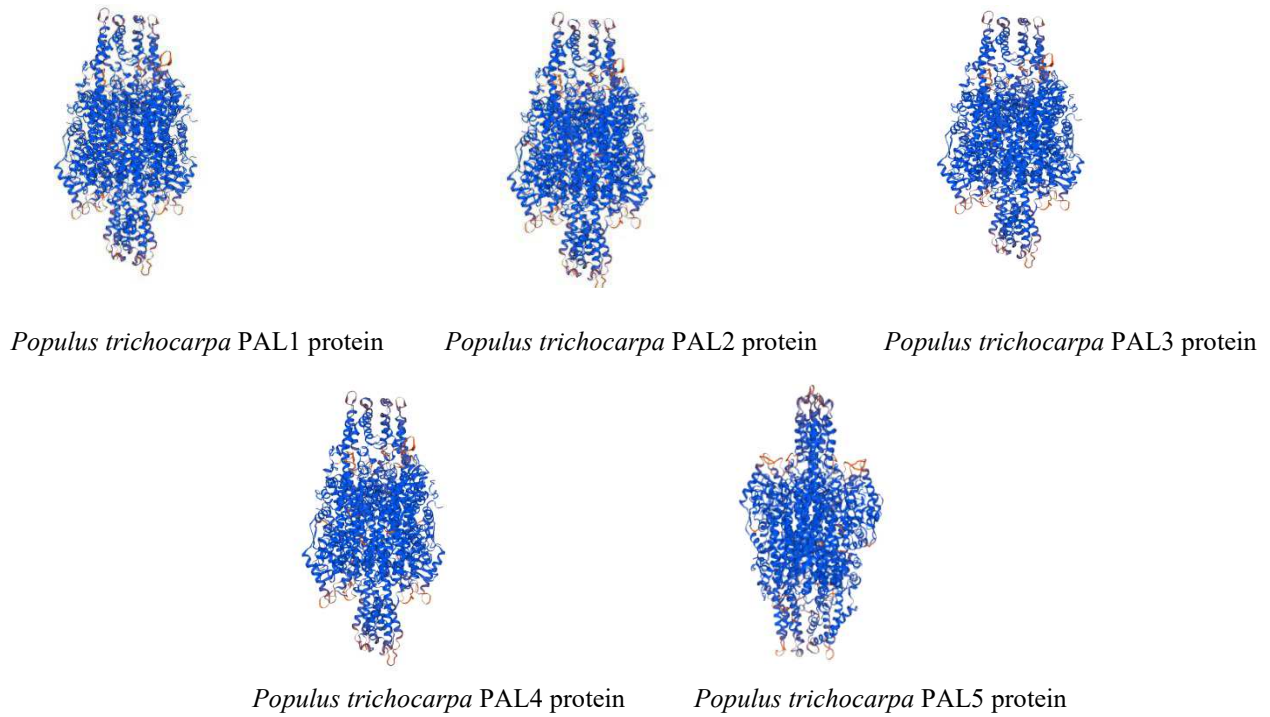 Populus trichocarpa PAL1 protein
Populus trichocarpa PAL2 protein
Populus trichocarpa PAL3 protein
Populus trichocarpa PAL4 protein
Populus trichocarpa PAL5 protein